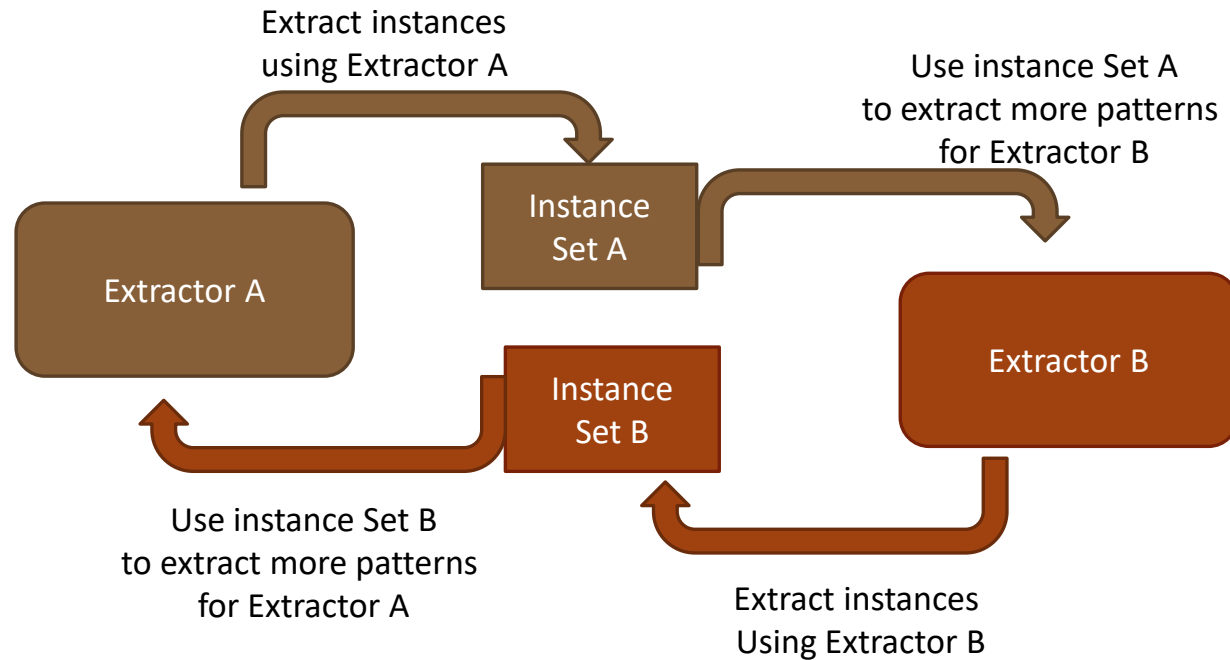 Extract instances
using Extractor A
Use instance Set A
to extract more patterns
for Extractor B
Instance
Set A
Extractor A
Extractor B
Instance
Set B
Use instance Set B
to extract more patterns
for Extractor A
Extract instances
Using Extractor B